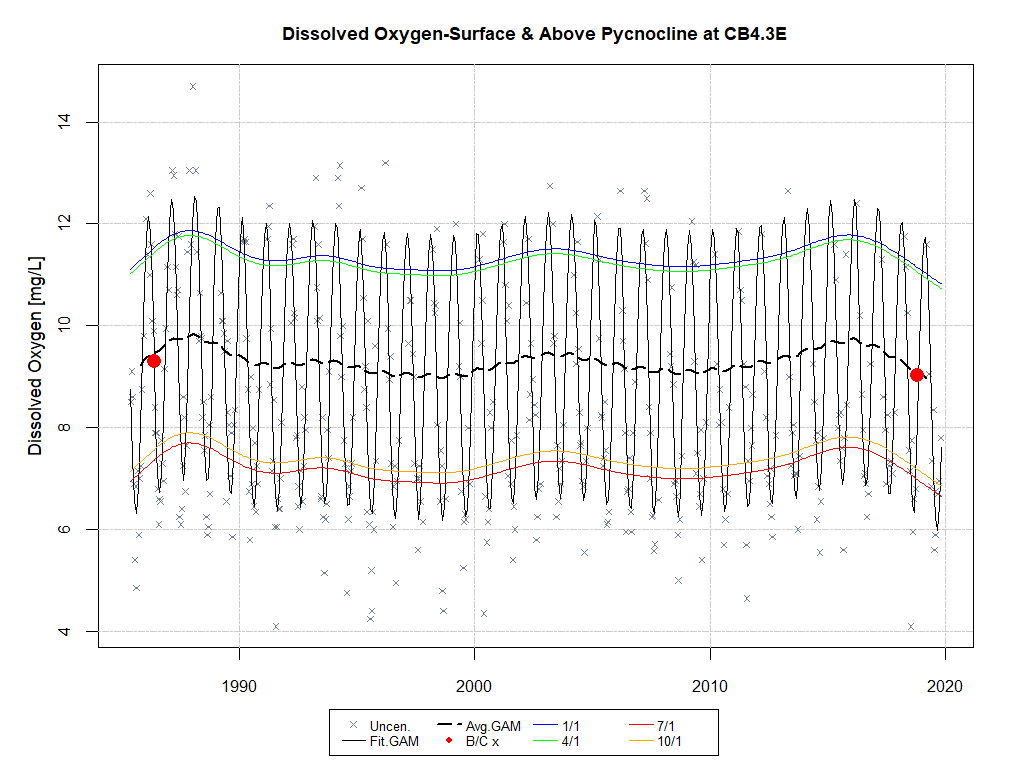 Dissolved Oxygen-Surface & Above Pycnocline at CB4.3E
Dissolved Oxygen [mg/L]
14
12
10
8
6
4
1990 2000 2010 2020
Uncen. Avg.GAM 1/1 7/1
Fit.GAM B/C x 4/1 10/1